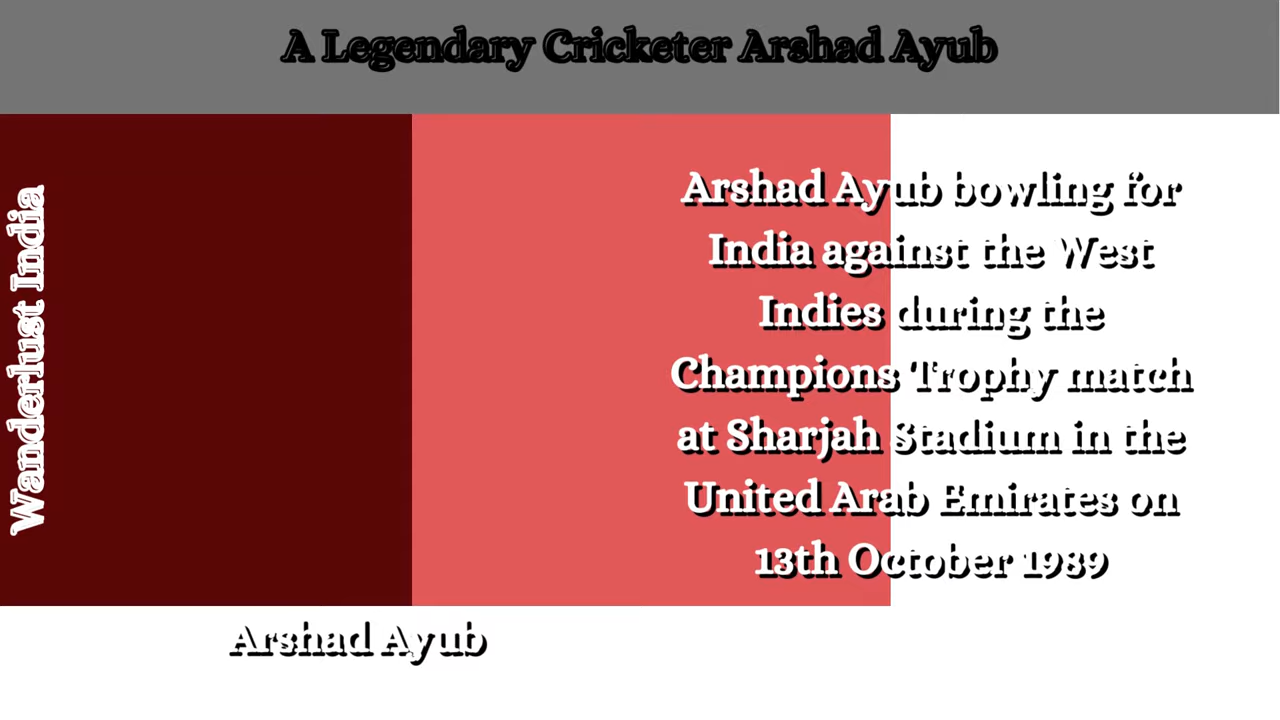 A Legendary Cricketer Arshad Ayub
Wanderlust India
Arshad Ayub bowling for
India against the West
Indies during the
Champions Trophy match
at Sharjah Stadium in the
United Arab Emirates on
13th October 1989
Arshad Ayub